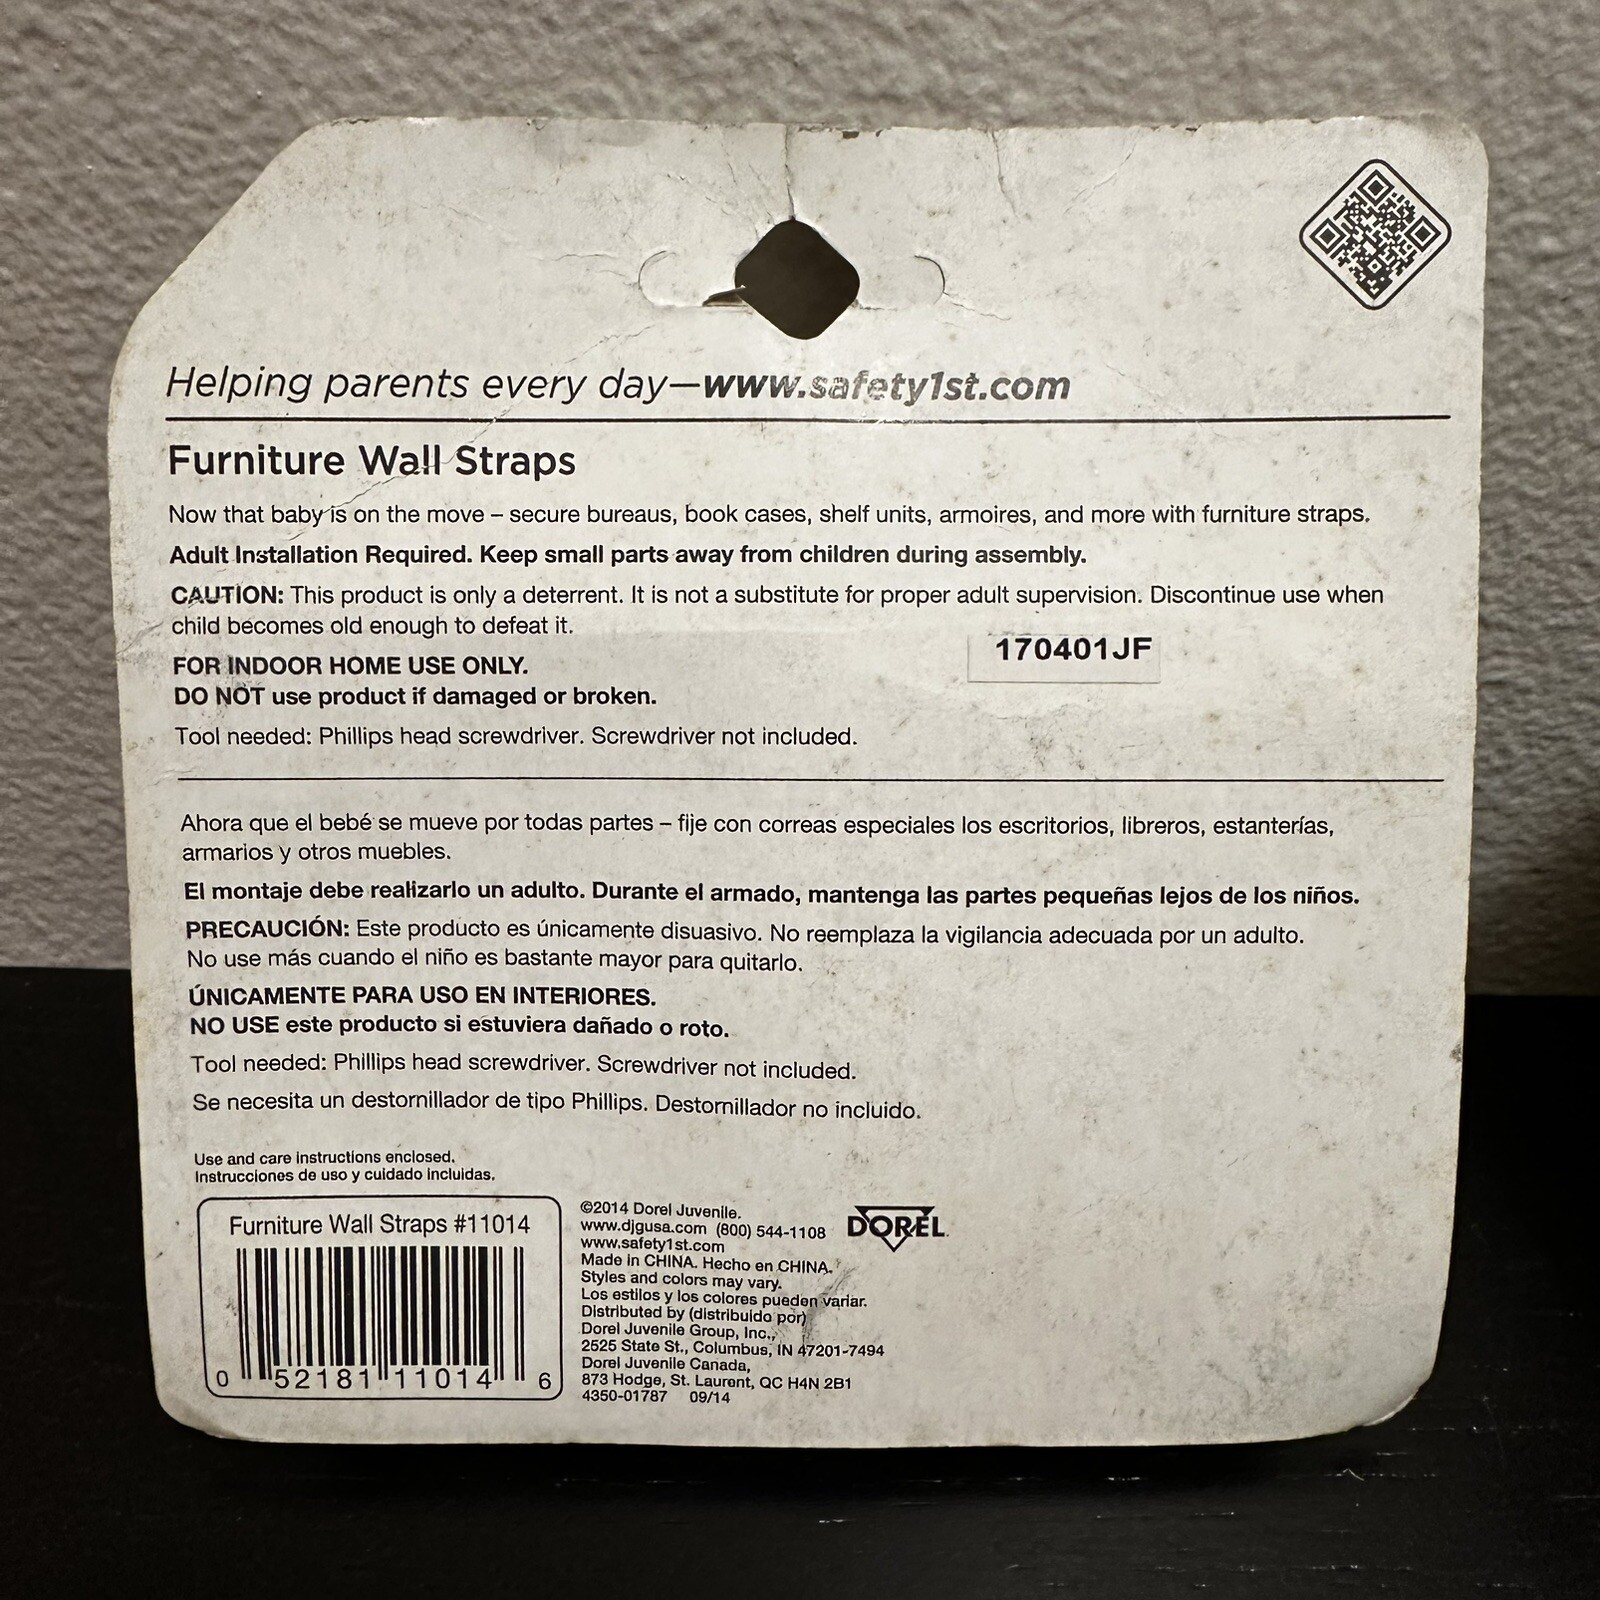 Helping parents every day—www.safety1st.com
Furniture Wall Straps
Now that baby is on the move – secure bureaus, book cases, shelf units, armoires, and more with furniture straps.
Adult Installation Required. Keep small parts away from children during assembly.
CAUTION: This product is only a deterrent. It is not a substitute for proper adult supervision. Discontinue use when
child becomes old enough to defeat it.
170401JF
FOR INDOOR HOME USE ONLY.
DO NOT use product if damaged or broken.
Tool needed: Phillips head screwdriver. Screwdriver not included.
Ahora que el bebé se mueve por todas partes – fije con correas especiales los escritorios, libreros, estanterías,
armarios y otros muebles.
El montaje debe realizarlo un adulto. Durante el armado, mantenga las partes pequeñas lejos de los niños.
PRECAUCIÓN: Este producto es únicamente disuasivo. No reemplaza la vigilancia adecuada por un adulto.
No use más cuando el niño es bastante mayor para quitarlo.
ÚNICAMENTE PARA USO EN INTERIORES.
NO USE este producto si estuviera dañado o roto.
Tool needed: Phillips head screwdriver. Screwdriver not included.
Se necesita un destornillador de tipo Phillips. Destornillador no incluido.
Use and care instructions enclosed.
Instrucciones de uso y cuidado incluidas.
Furniture Wall Straps #11014
0 52181 11014 6
©2014 Dorel Juvenile.
www.djgusa.com (800) 544-1108
www.safety1st.com
Made in CHINA. Hecho en CHINA.
Styles and colors may vary.
Los estilos y los colores pueden variar.
Distributed by (distribuido por)
Dorel Juvenile Group, Inc.,
2525 State St., Columbus, IN 47201-7494
Dorel Juvenile Canada,
873 Hodge, St. Laurent, QC H4N 2B1
4350-01787 09/14
DOREL